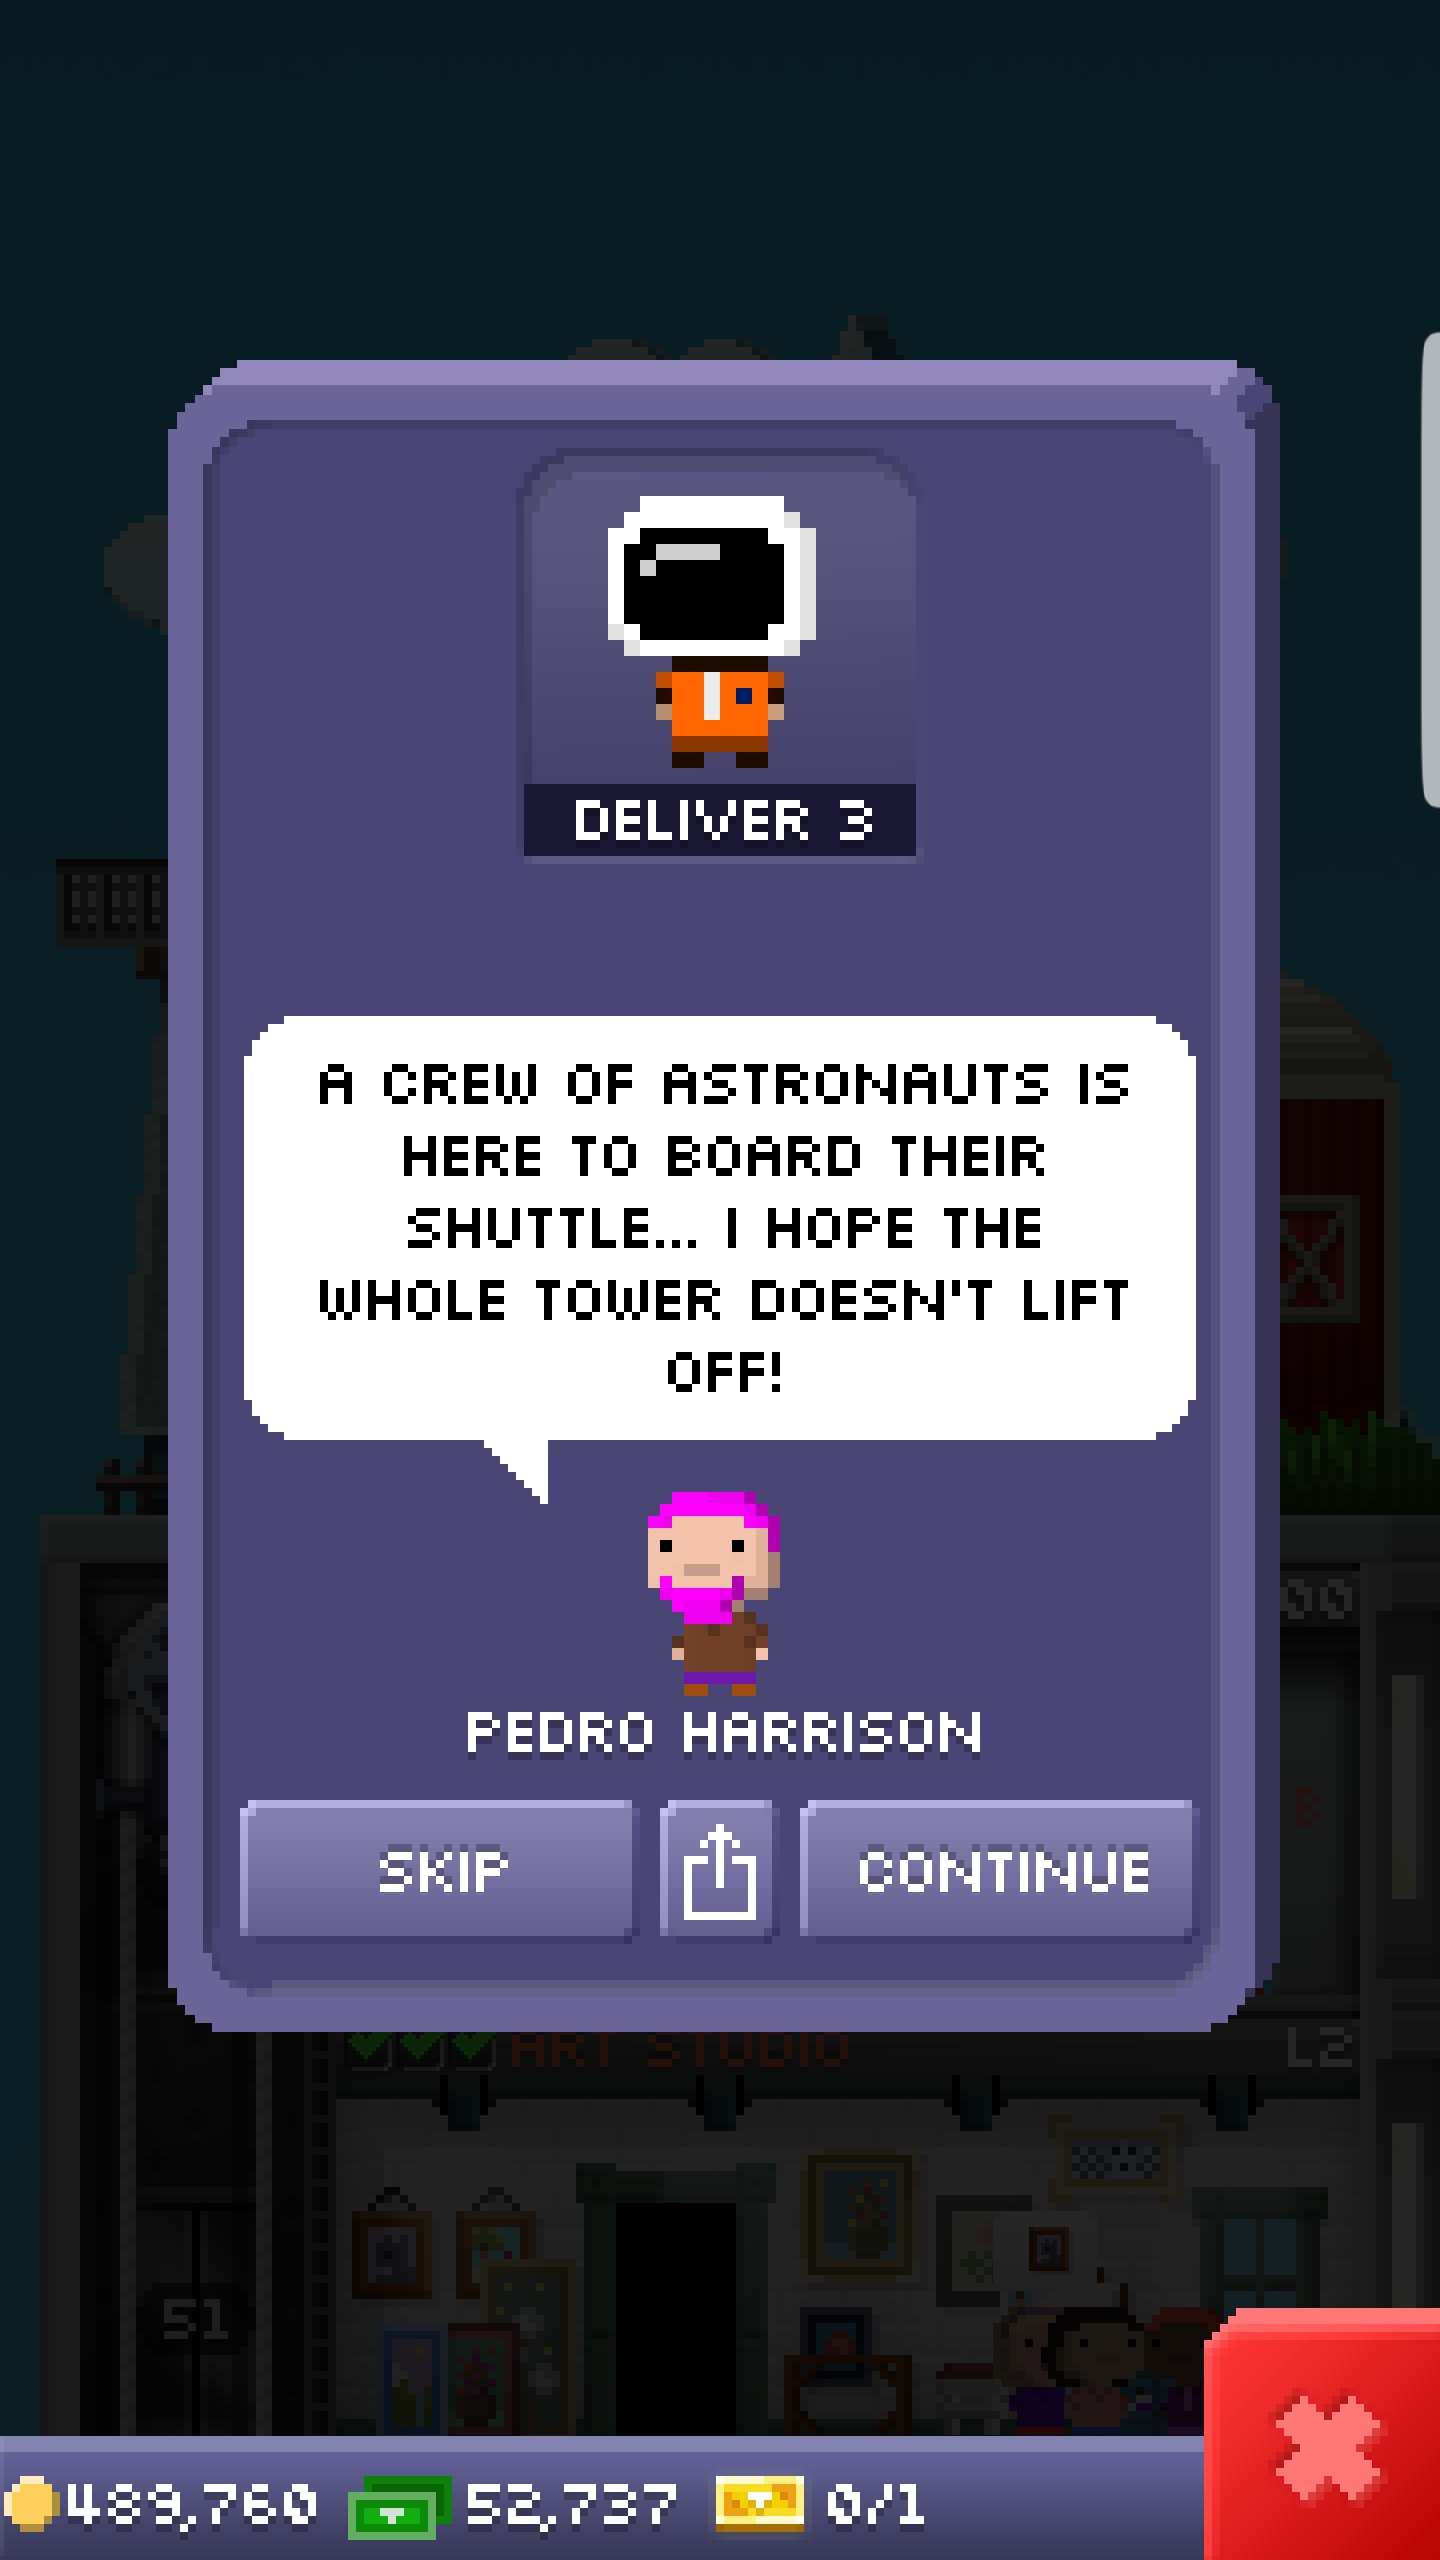 DELIVER 3
A CREW OF ASTRONAUTS IS
HERE TO BOARD THEIR
SHUTTLE... I HOPE THE
WHOLE TOWER DOESN'T LIFT
OFF!
PEDRO HARRISON
SKIP
CONTINUE
ART STUDIO
L2
51
489,760
52,737
0/1